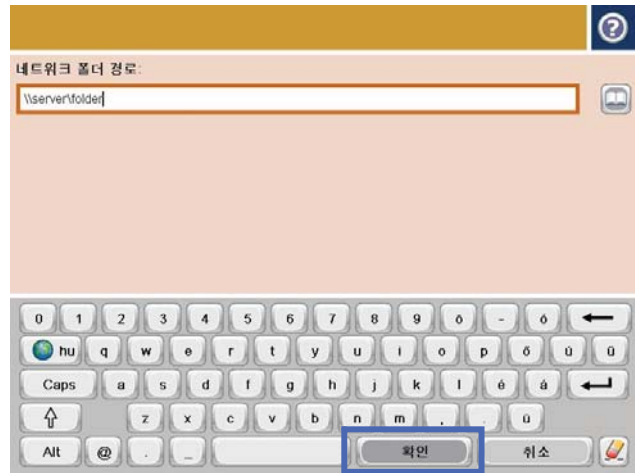 네트워크 폴더 경로:
\\server\folder
0 1 2 3 4 5 6 7 8 9 ö - ó
hu q w e r t y u i o p ő ú ü
Caps a s d f g h j k l é á
z x c v b n m . ü
Alt @ . _ 확인 취소